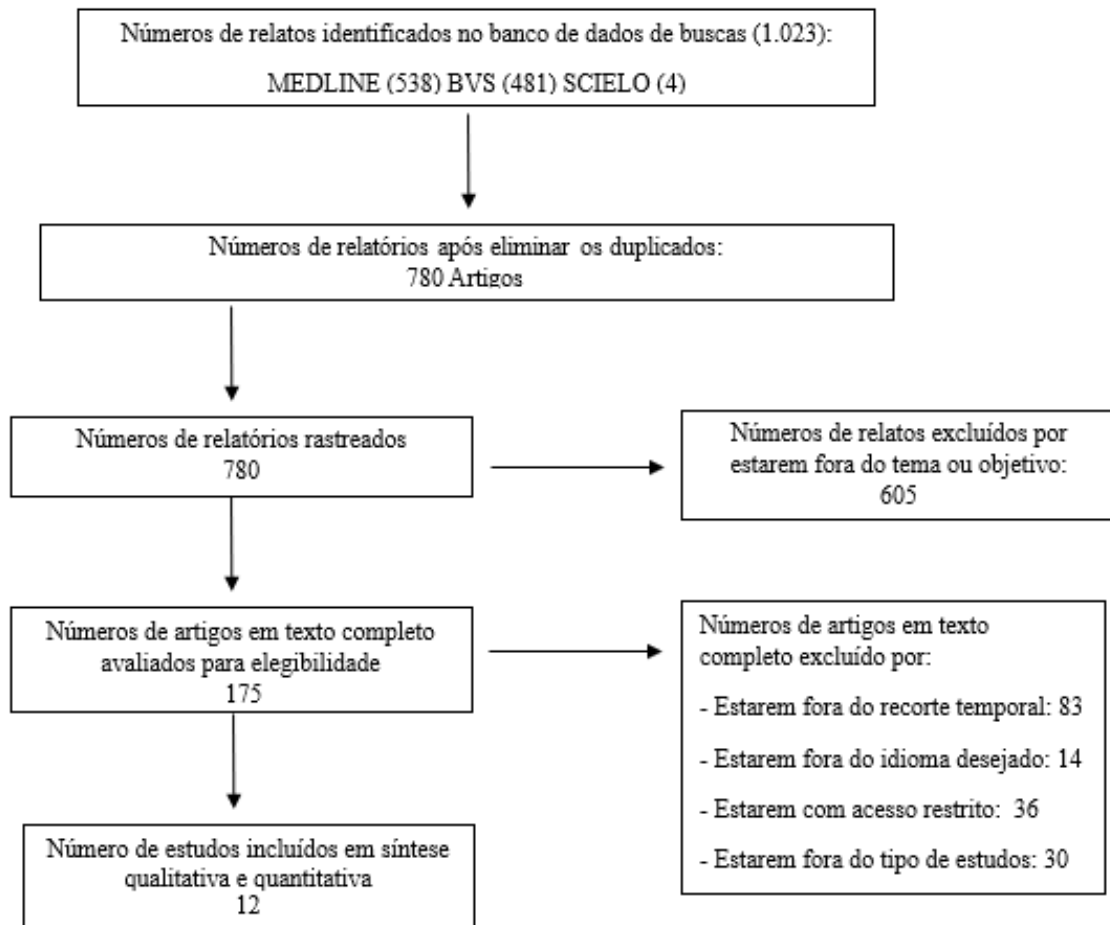 Números de relatos identificados no banco de dados de buscas (1.023):
MEDLINE (538) BVS (481) SCIELO (4)
Números de relatórios após eliminar os duplicados:
780 Artigos
Números de relatórios rastreados
780
Números de relatos excluídos por
estarem fora do tema ou objetivo:
605
Números de artigos em texto completo
avaliados para elegibilidade
175
Números de artigos em texto
completo excluído por:
- Estarem fora do recorte temporal: 83
- Estarem fora do idioma desejado: 14
- Estarem com acesso restrito: 36
- Estarem fora do tipo de estudos: 30
Número de estudos incluídos em síntese
qualitativa e quantitativa
12